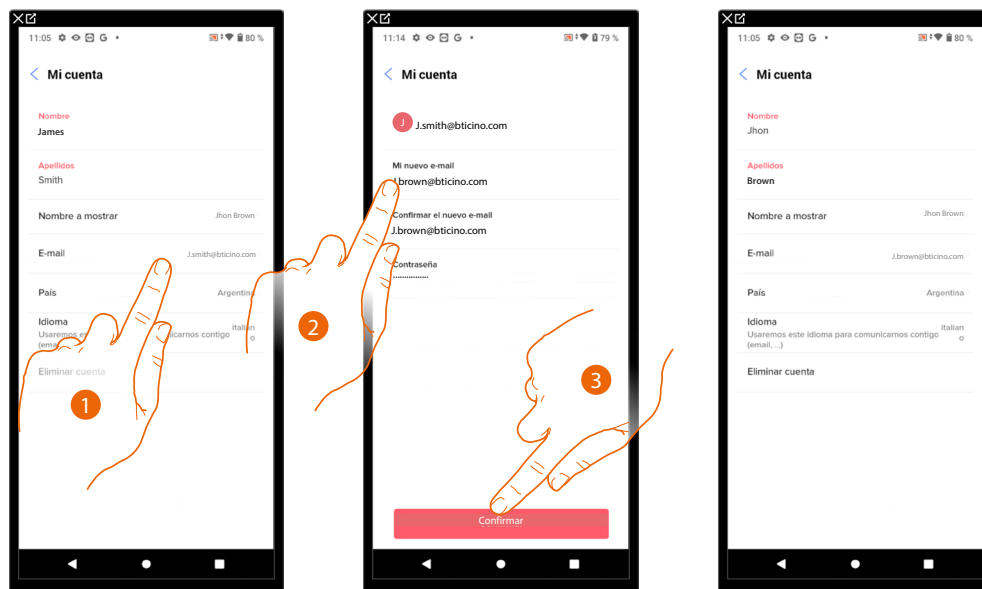 11:05 G
80 %
Mi cuenta
Nombre
James
Apellidos
Smith
Nombre a mostrar
Jhon Brown
E-mail
J.smith@bticino.com
País
Argentina
Idioma
Usaremos
icarnos contigo
Italian
o
(email
Eliminar cuenta
1
11:14 G
79 %
Mi cuenta
J
J.smith@bticino.com
Mi nuevo e-mail
J.brown@bticino.com
Confirmar el nuevo e-mail
J.brown@bticino.com
Contraseña
................
2
3
Confirmar
11:05 G
80 %
Mi cuenta
Nombre
Jhon
Apellidos
Brown
Nombre a mostrar
Jhon Brown
E-mail
J.brown@bticino.com
País
Argentina
Idioma
Usaremos este idioma para comunicarnos contigo
(email, ...)
Italian
o
Eliminar cuenta